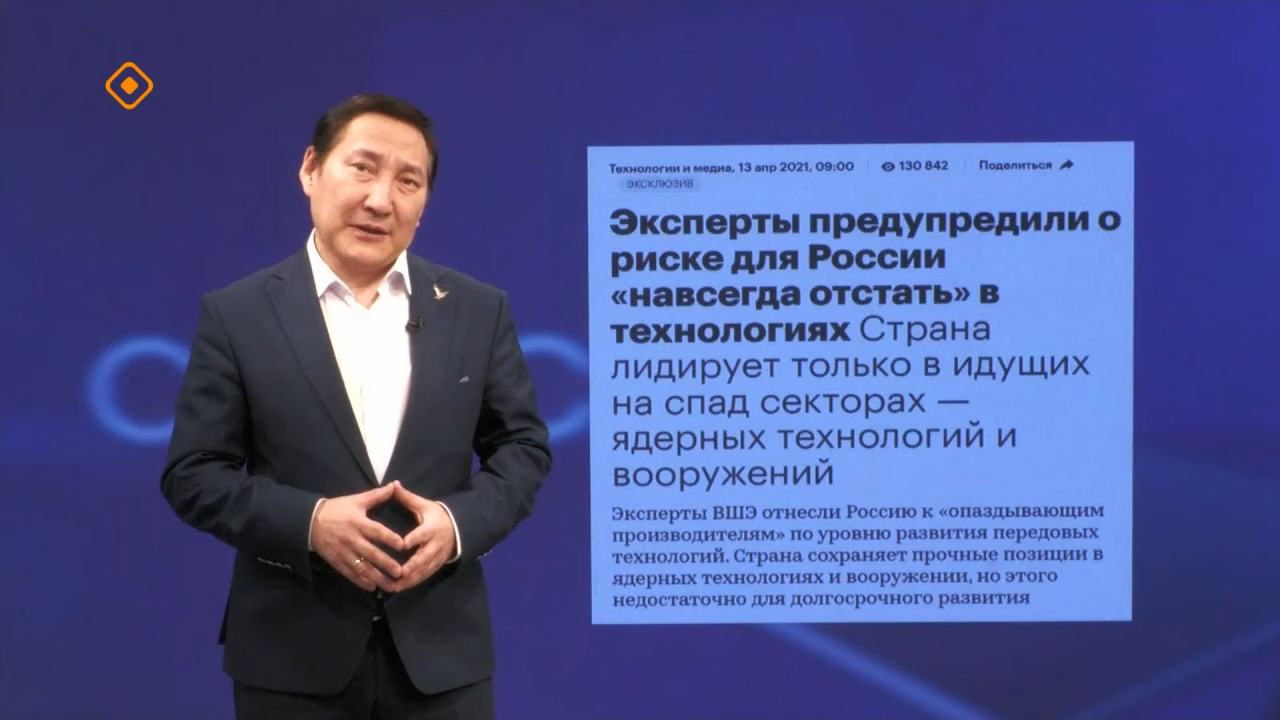 Технологии и медиа, 13 апр 2021, 09:00 130 842 Поделиться
ЭКСКЛЮЗИВ
Эксперты предупредили о
риске для России
«навсегда отстать» в
технологиях Страна
лидирует только в идущих
на спад секторах —
ядерных технологий и
вооружений
Эксперты ВШЭ отнесли Россию к «опаздывающим
производителям» по уровню развития передовых
технологий. Страна сохраняет прочные позиции в
ядерных технологиях и вооружении, но этого
недостаточно для долгосрочного развития